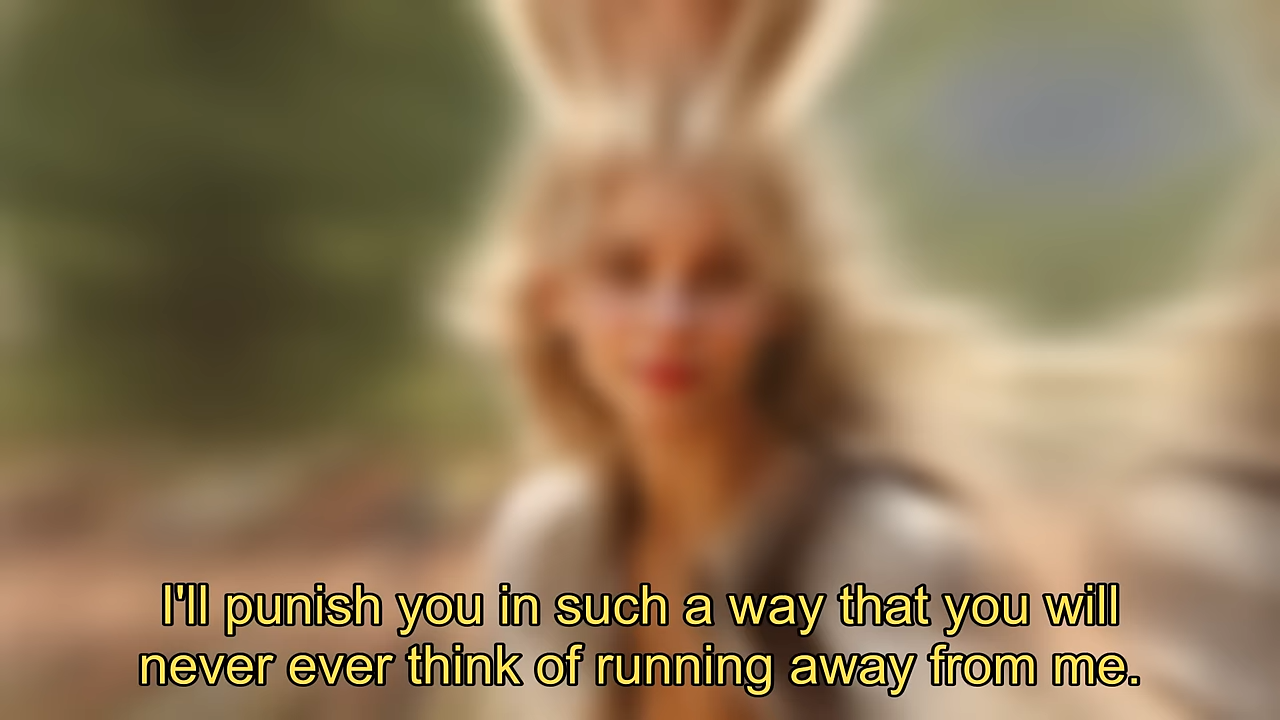 I'll punish you in such a way that you will
never ever think of running away from me.